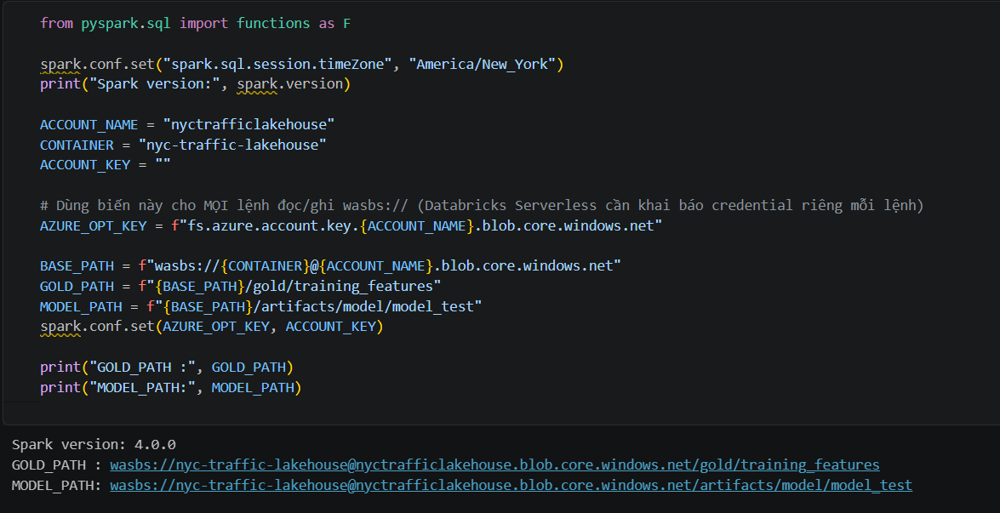 from pyspark.sql import functions as F
spark.conf.set("spark.sql.session.timeZone", "America/New_York")
print("Spark version:", spark.version)
ACCOUNT_NAME = "nyctrafficlakehouse"
CONTAINER = "nyc-traffic-lakehouse"
ACCOUNT_KEY = ""
# Dùng biến này cho MỌI lệnh đọc/ghi wasbs:// (Databricks Serverless cần khai báo credential riêng mỗi lệnh)
AZURE_OPT_KEY = f"fs.azure.account.key.{ACCOUNT_NAME}.blob.core.windows.net"
BASE_PATH = f"wasbs://{CONTAINER}@{ACCOUNT_NAME}.blob.core.windows.net"
GOLD_PATH = f"{BASE_PATH}/gold/training_features"
MODEL_PATH = f"{BASE_PATH}/artifacts/model/model_test"
spark.conf.set(AZURE_OPT_KEY, ACCOUNT_KEY)
print("GOLD_PATH :", GOLD_PATH)
print("MODEL_PATH:", MODEL_PATH)
Spark version: 4.0.0
GOLD_PATH : wasbs://nyc-traffic-lakehouse@nyctrafficlakehouse.blob.core.windows.net/gold/training_features
MODEL_PATH: wasbs://nyc-traffic-lakehouse@nyctrafficlakehouse.blob.core.windows.net/artifacts/model/model_test